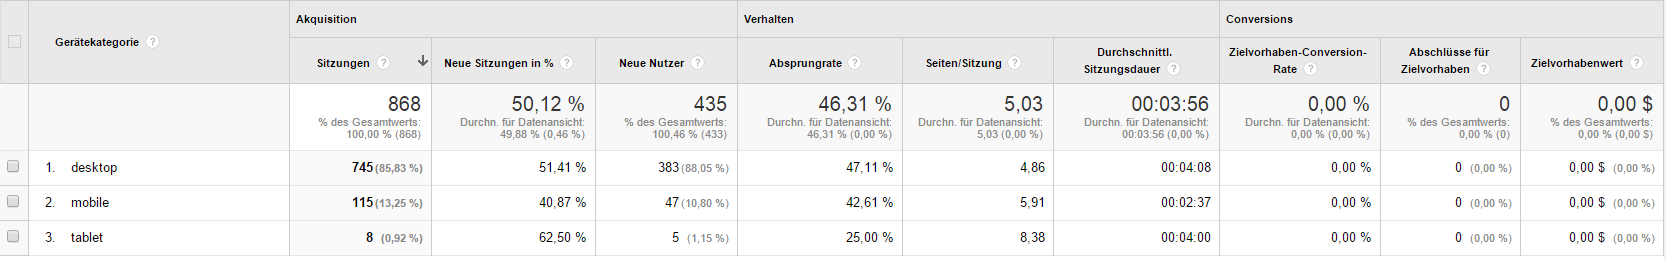 Gerätekategorie ?
Akquisition
Verhalten
Conversions
Sitzungen ?
Neue Sitzungen in % ?
Neue Nutzer ?
Absprungrate ?
Seiten/Sitzung ?
Durchschnittl. Sitzungsdauer ?
Zielvorhaben-Conversion-Rate ?
Abschlüsse für Zielvorhaben ?
Zielvorhabenwert ?
868
% des Gesamtwerts:
100,00 % (868)
50,12 %
Durchn. für Datenansicht:
49,88 % (0,46 %)
435
% des Gesamtwerts:
100,46 % (433)
46,31 %
Durchn. für Datenansicht:
46,31 % (0,00 %)
5,03
Durchn. für Datenansicht:
5,03 (0,00 %)
00:03:56
Durchn. für Datenansicht:
00:03:56 (0,00 %)
0,00 %
Durchn. für Datenansicht:
0,00 % (0,00 %)
0
% des Gesamtwerts:
0,00 % (0)
0,00 $
% des Gesamtwerts:
0,00 % (0,00 $)
1. desktop 745 (85,83 %) 51,41 % 383 (88,05 %) 47,11 % 4,86 00:04:08 0,00 % 0 (0,00 %) 0,00 $ (0,00 %)
2. mobile 115 (13,25 %) 40,87 % 47 (10,80 %) 42,61 % 5,91 00:02:37 0,00 % 0 (0,00 %) 0,00 $ (0,00 %)
3. tablet 8 (0,92 %) 62,50 % 5 (1,15 %) 25,00 % 8,38 00:04:00 0,00 % 0 (0,00 %) 0,00 $ (0,00 %)